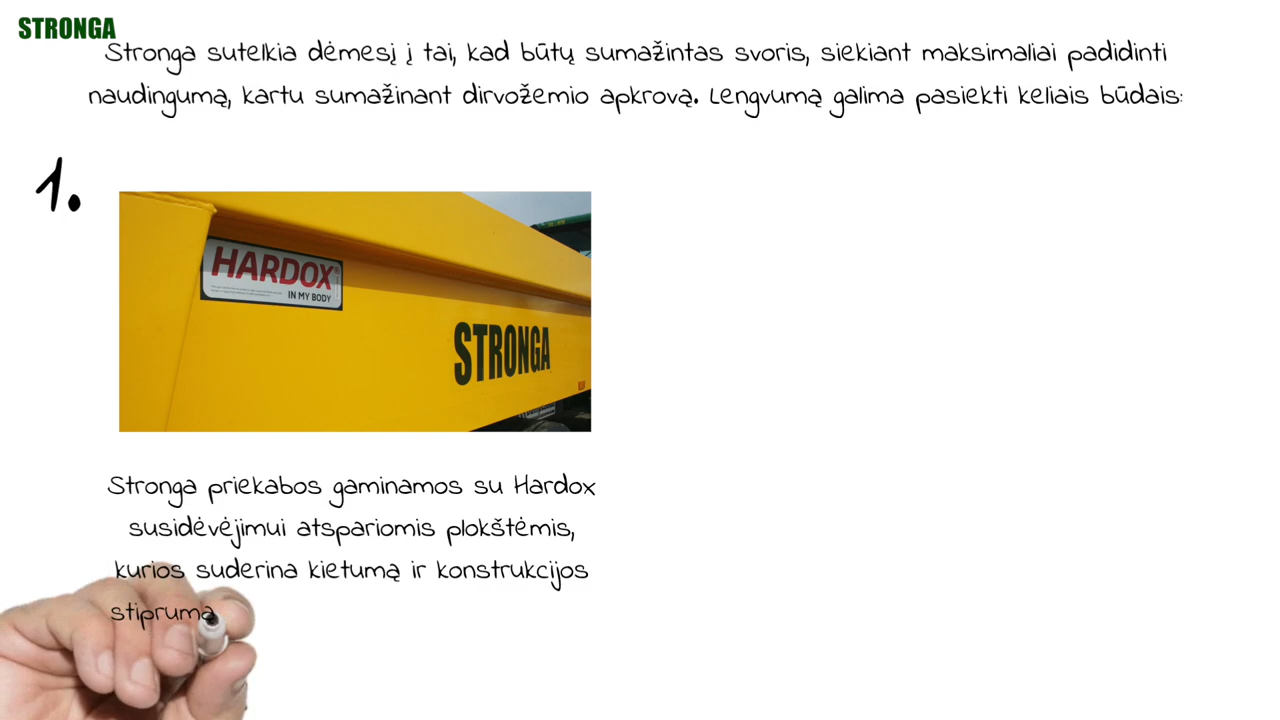 STRONGA
Stronga sutelkia dėmesį į tai, kad būtų sumažintas svoris, siekiant maksimaliai padidinti
naudingumą, kartu sumažinant dirvožemio apkrovą. Lengvumą galima pasiekti keliais būdais:
1.
HARDOX
IN MY BODY
STRONGA
Stronga priekabos gaminamos su Hardox
susidėvėjimui atspariomis plokštėmis,
kurios suderina kietumą ir konstrukcijos
stiprumą